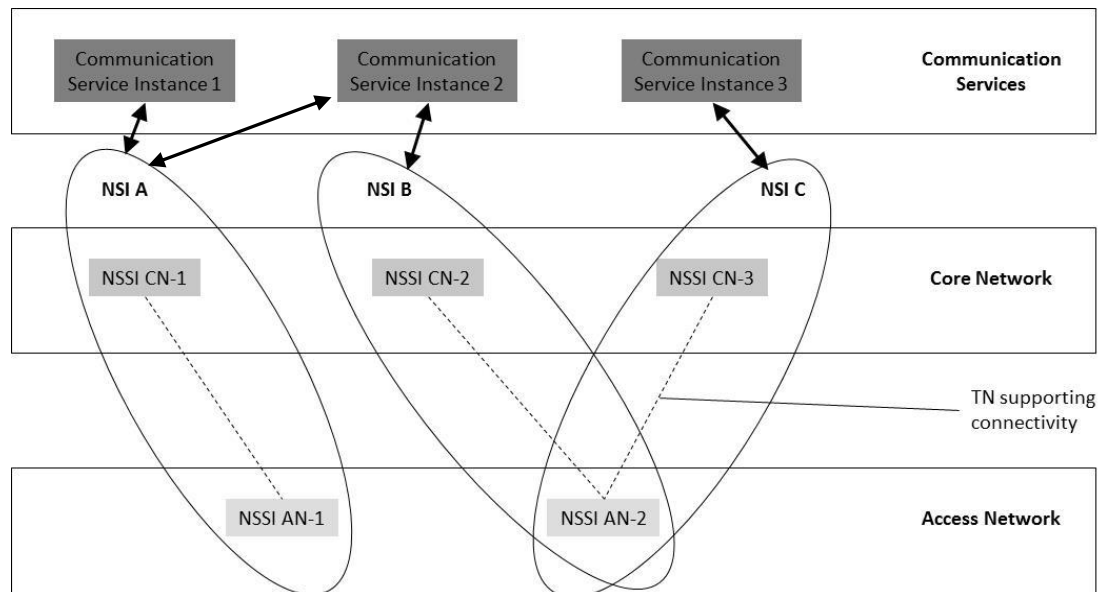 Communication
Service Instance 1
Communication
Service Instance 2
Communication
Service Instance 3
Communication
Services
NSI A
NSI B
NSI C
NSSI CN-1
NSSI CN-2
NSSI CN-3
Core Network
TN supporting
connectivity
NSSI AN-1
NSSI AN-2
Access Network